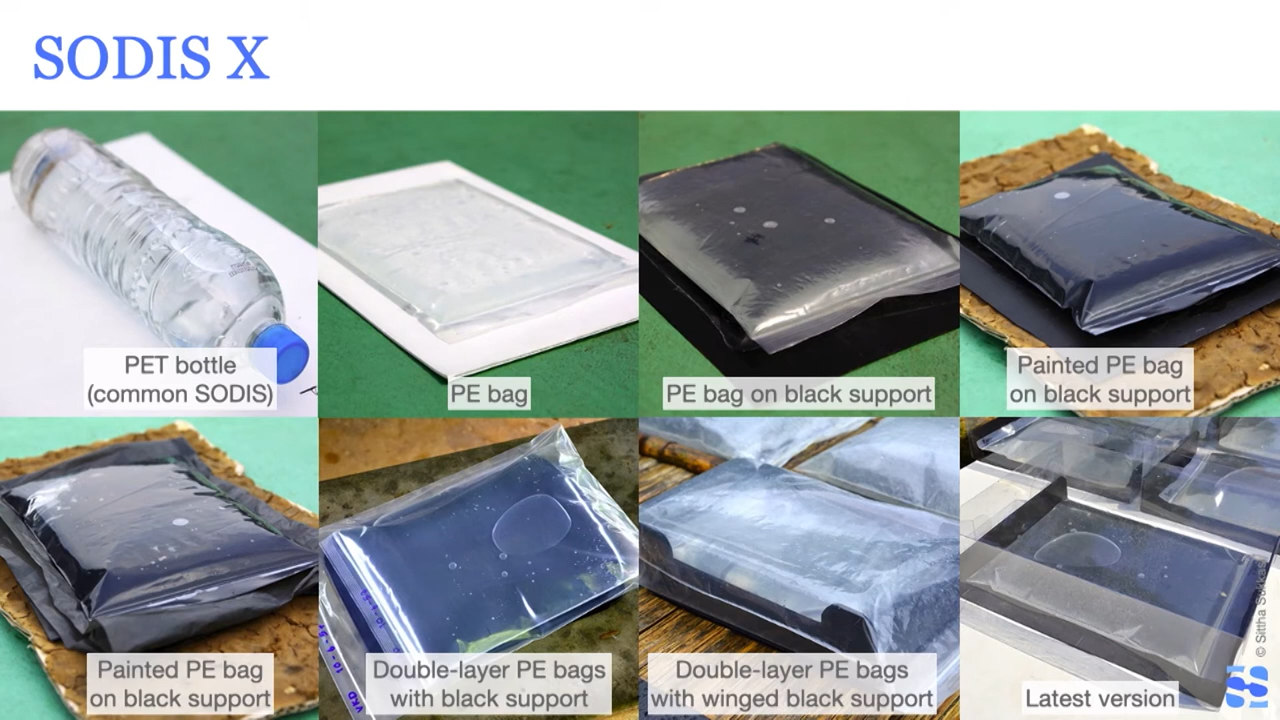 SODIS X
PET bottle
(common SODIS)
PE bag
PE bag on black support
Painted PE bag
on black support
Painted PE bag
on black support
Double-layer PE bags
with black support
Double-layer PE bags
with winged black support
Latest version
© Sittha
VRD